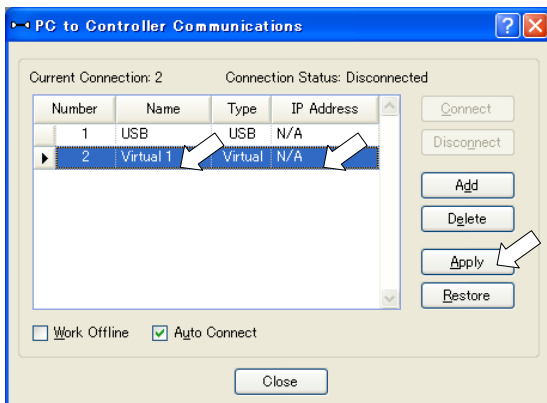 PC to Controller Communications
Current Connection: 2 Connection Status: Disconnected
Number Name Type IP Address
1 USB USB N/A
2 Virtual 1 Virtual N/A
Connect
Disconnect
Add
Delete
Apply
Restore
Work Offline Auto Connect
Close